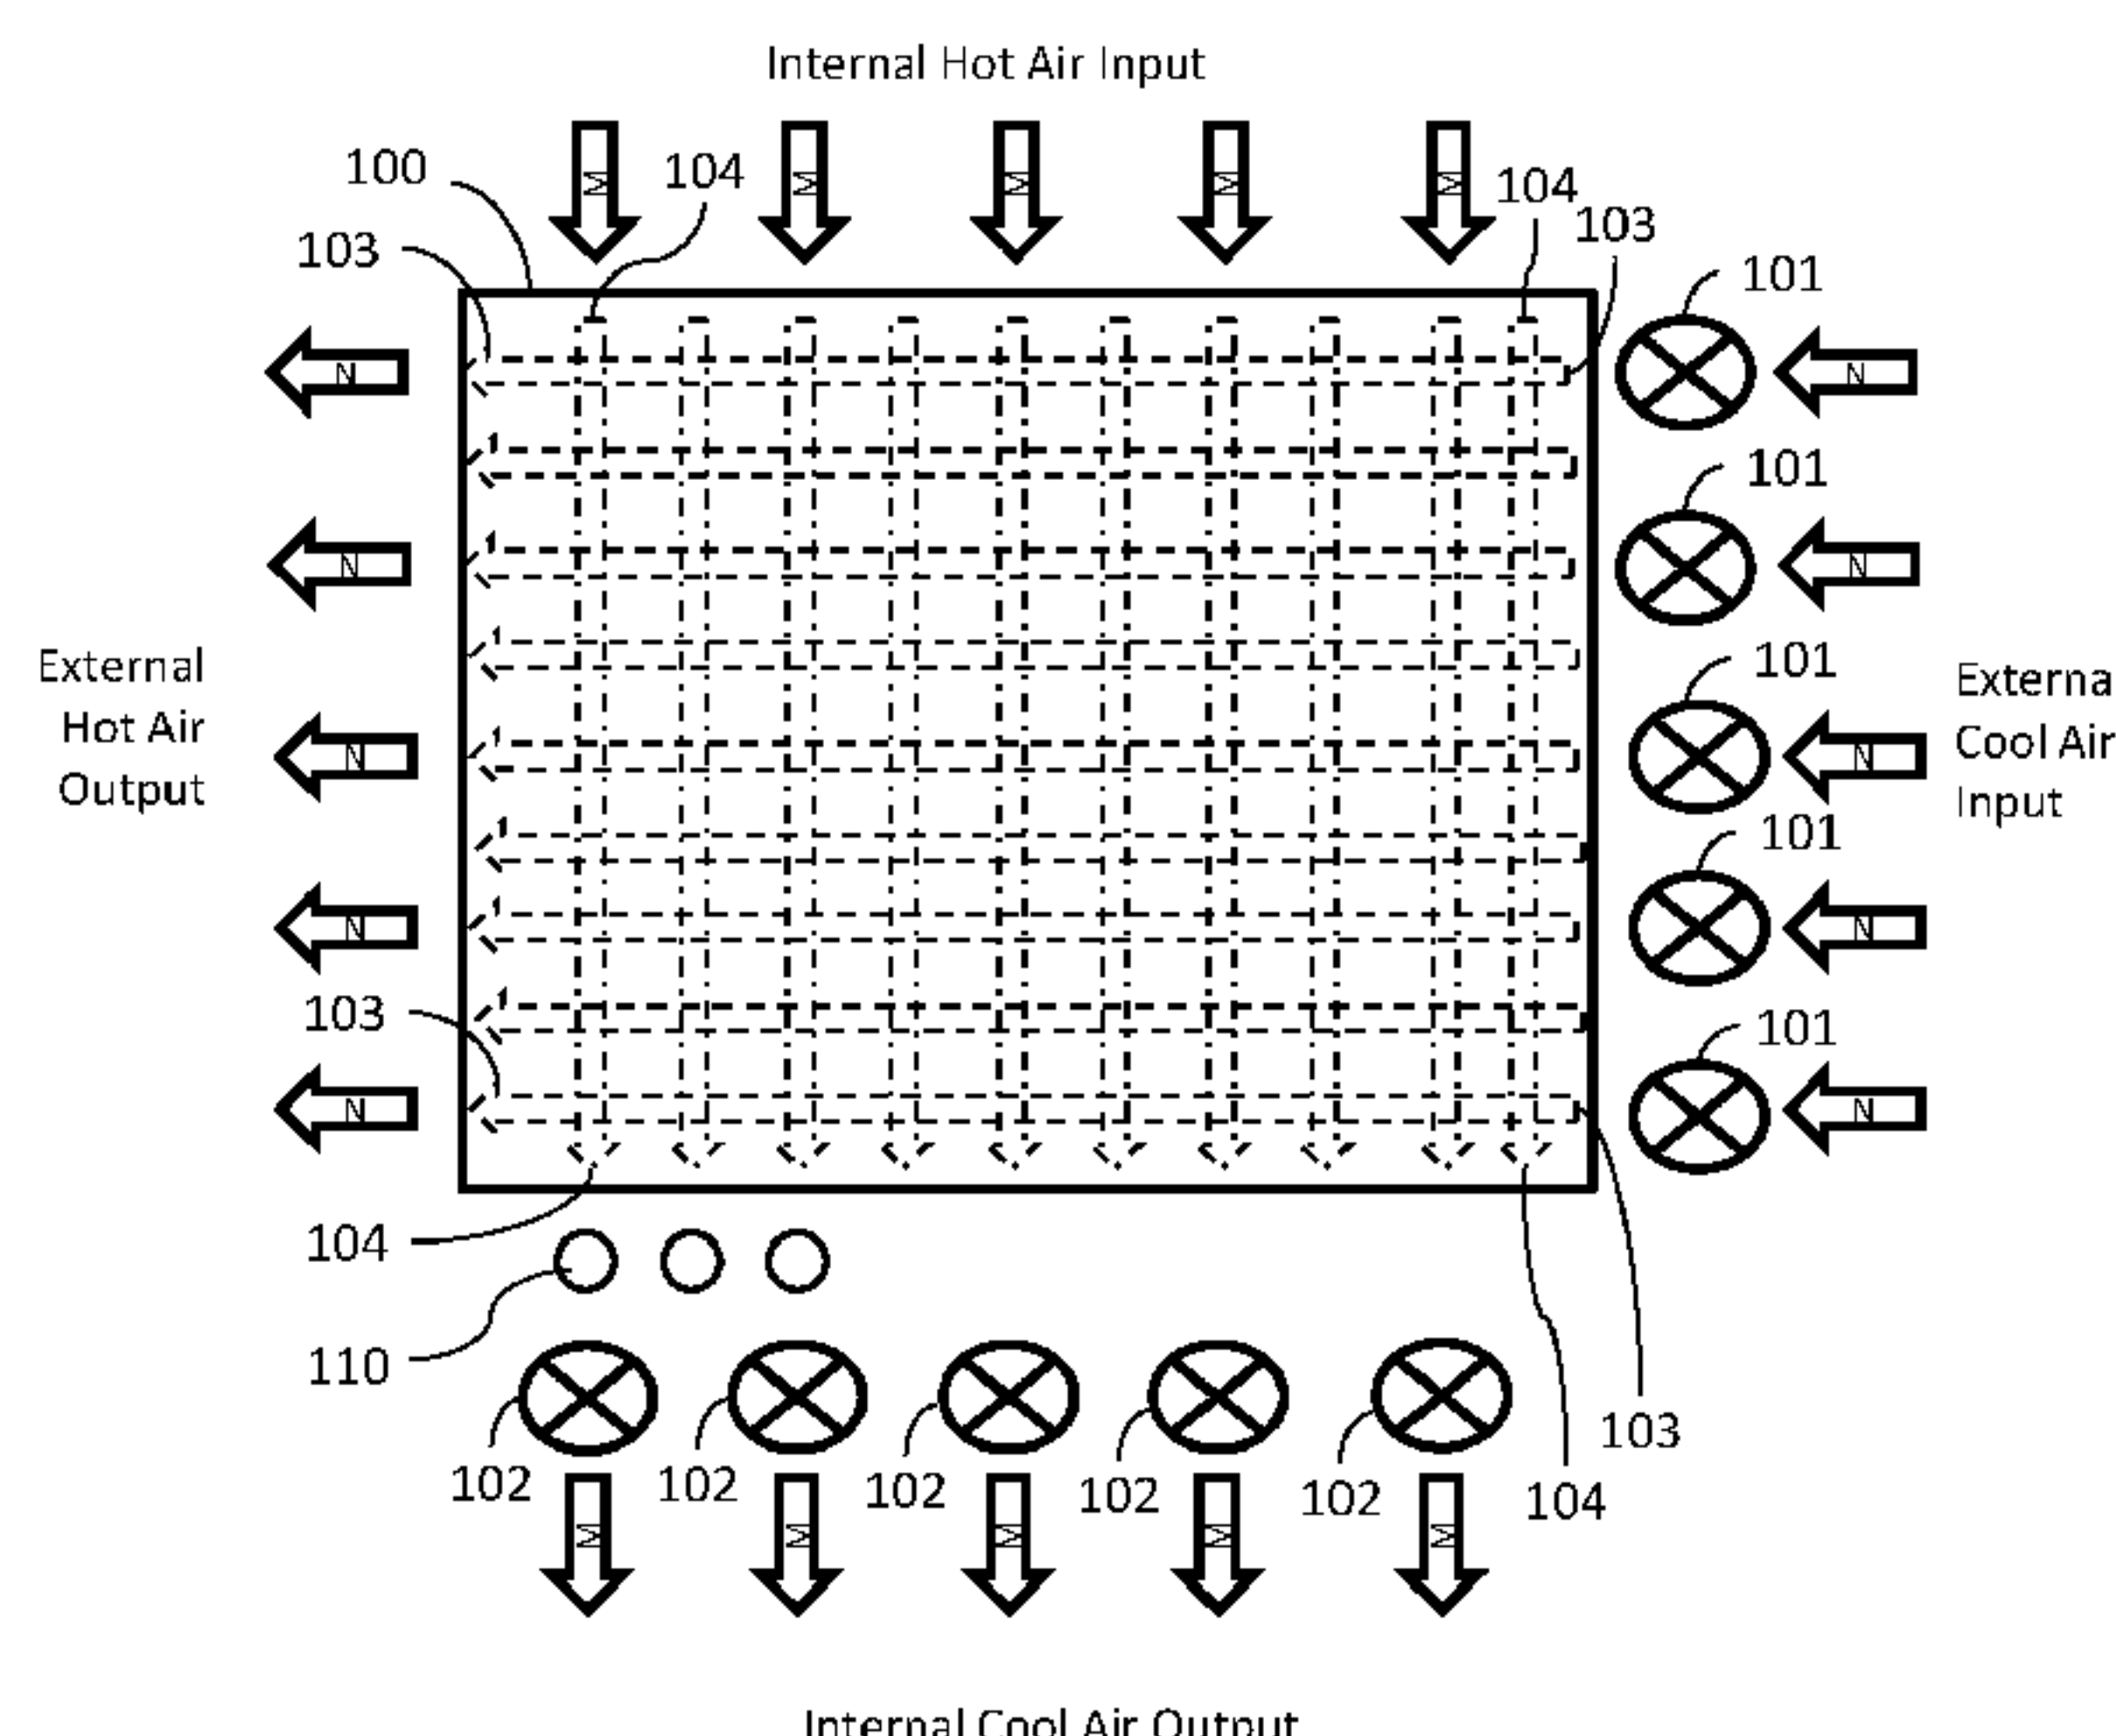 Internal Hot Air Input
M M M M M
100
104
104
103
103
101
N
N
101
N
N
101
External
Hot Air
Output
Externa
Cool Air
Input
N
N
101
N
N
103
101
N
N
104
110
103
102 102 102 102 102 104
M M M M M
Internal Cool Air Output